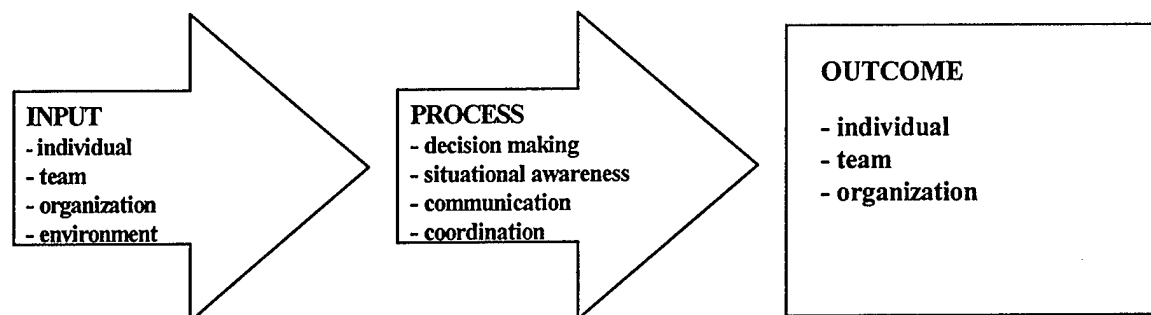 INPUT
- individual
- team
- organization
- environment
PROCESS
- decision making
- situational awareness
- communication
- coordination
OUTCOME
- individual
- team
- organization